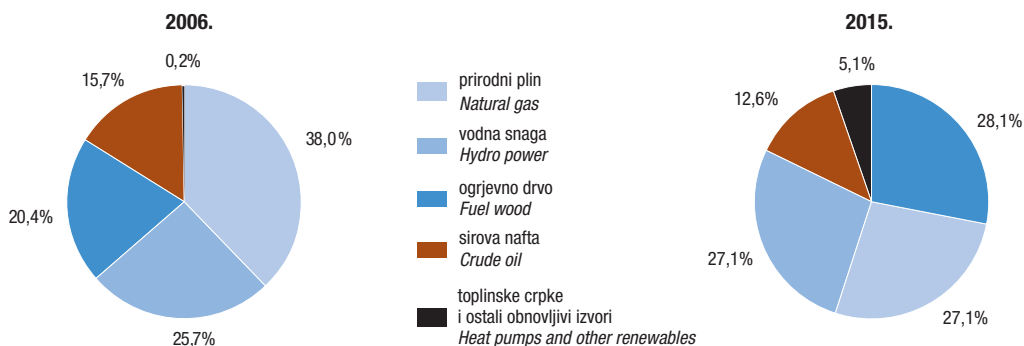 2006.
0,2%
15,7%
38,0%
20,4%
25,7%
prirodni plin
Natural gas
vodna snaga
Hydro power
ogrjevno drvo
Fuel wood
sirova nafta
Crude oil
toplinske crpke
i ostali obnovljivi izvori
Heat pumps and other renewables
2015.
5,1%
12,6%
28,1%
27,1%
27,1%